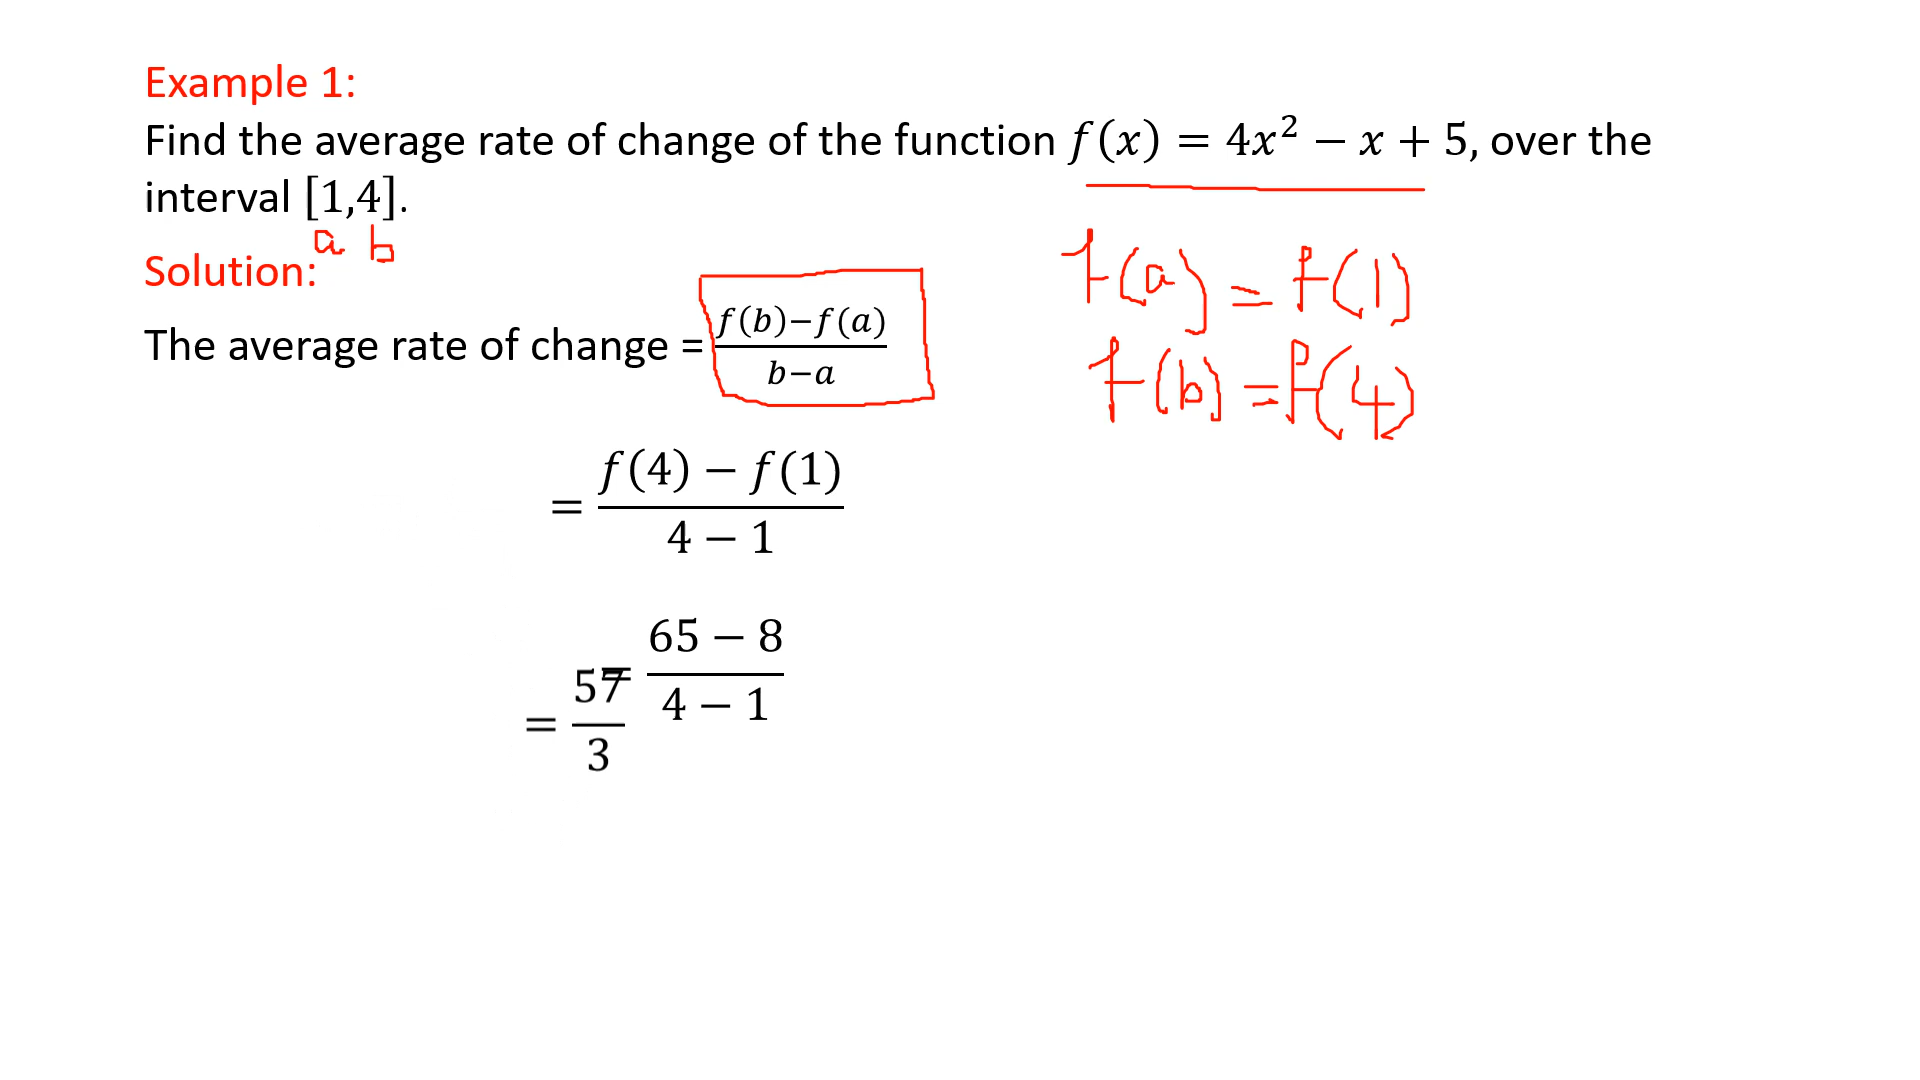 Example 1:
Find the average rate of change of the function f(x) = 4x² − x + 5, over the
interval [1,4].
a b
Solution:
The average rate of change = f(b)−f(a) / b−a
f(a) = f(1)
f(b) = f(4)
= f(4) − f(1) / 4 − 1
= 65 − 8 / 4 − 1
= 57 / 3